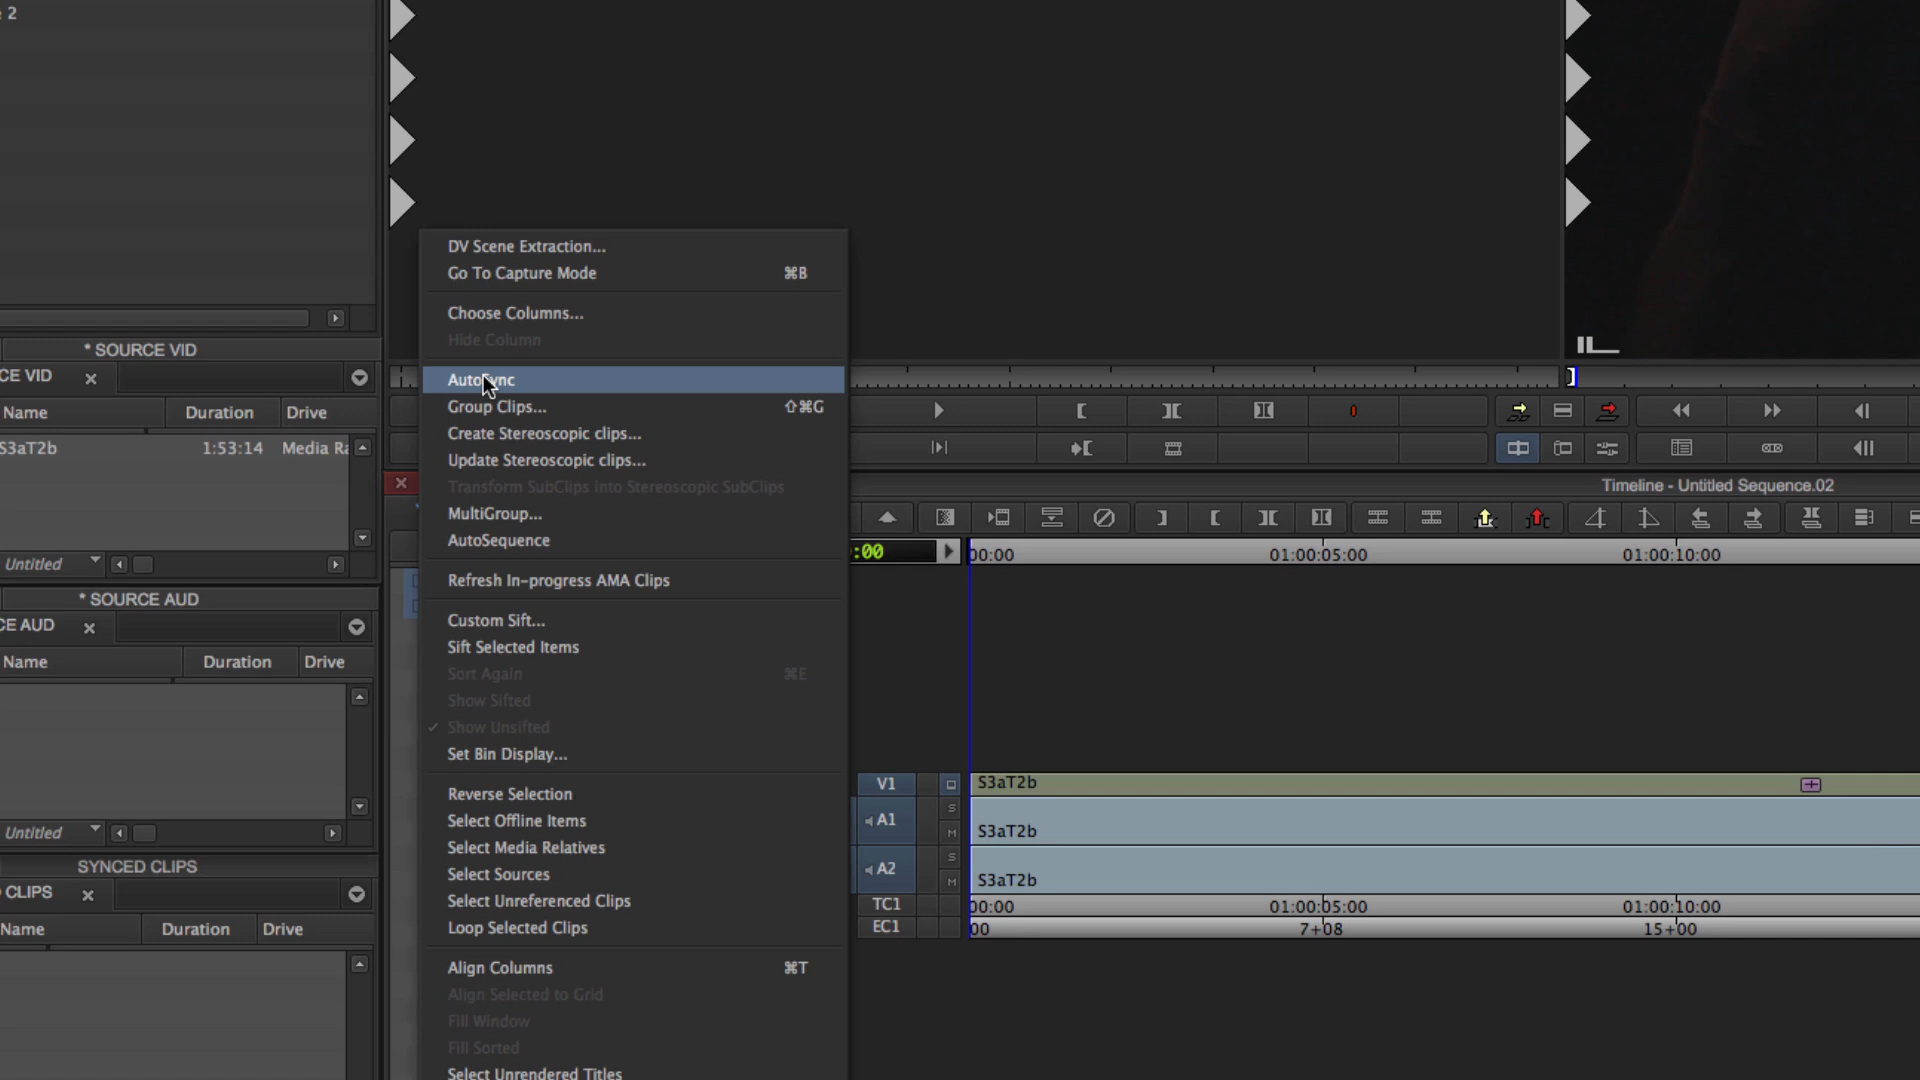 2
* SOURCE VID
CE VID
Name Duration Drive
S3aT2b 1:53:14 Media Ra
Untitled
* SOURCE AUD
CE AUD
Name Duration Drive
Untitled
SYNCED CLIPS
CLIPS
Name Duration Drive
DV Scene Extraction...
Go To Capture Mode ⌘B
Choose Columns...
Hide Column
AutoSync
Group Clips... ⇧⌘G
Create Stereoscopic clips...
Update Stereoscopic clips...
Transform SubClips into Stereoscopic SubClips
MultiGroup...
AutoSequence
Refresh In-progress AMA Clips
Custom Sift...
Sift Selected Items
Sort Again ⌘E
Show Sifted
✓ Show Unsifted
Set Bin Display...
Reverse Selection
Select Offline Items
Select Media Relatives
Select Sources
Select Unreferenced Clips
Loop Selected Clips
Align Columns ⌘T
Align Selected to Grid
Fill Window
Fill Sorted
Select Unrendered Titles
Timeline - Untitled Sequence.02
:00
00:00 01:00:05:00 01:00:10:00
V1 S3aT2b
A1 S M S3aT2b
A2 S M S3aT2b
TC1 00:00 01:00:05:00 01:00:10:00
EC1 00 7+08 15+00